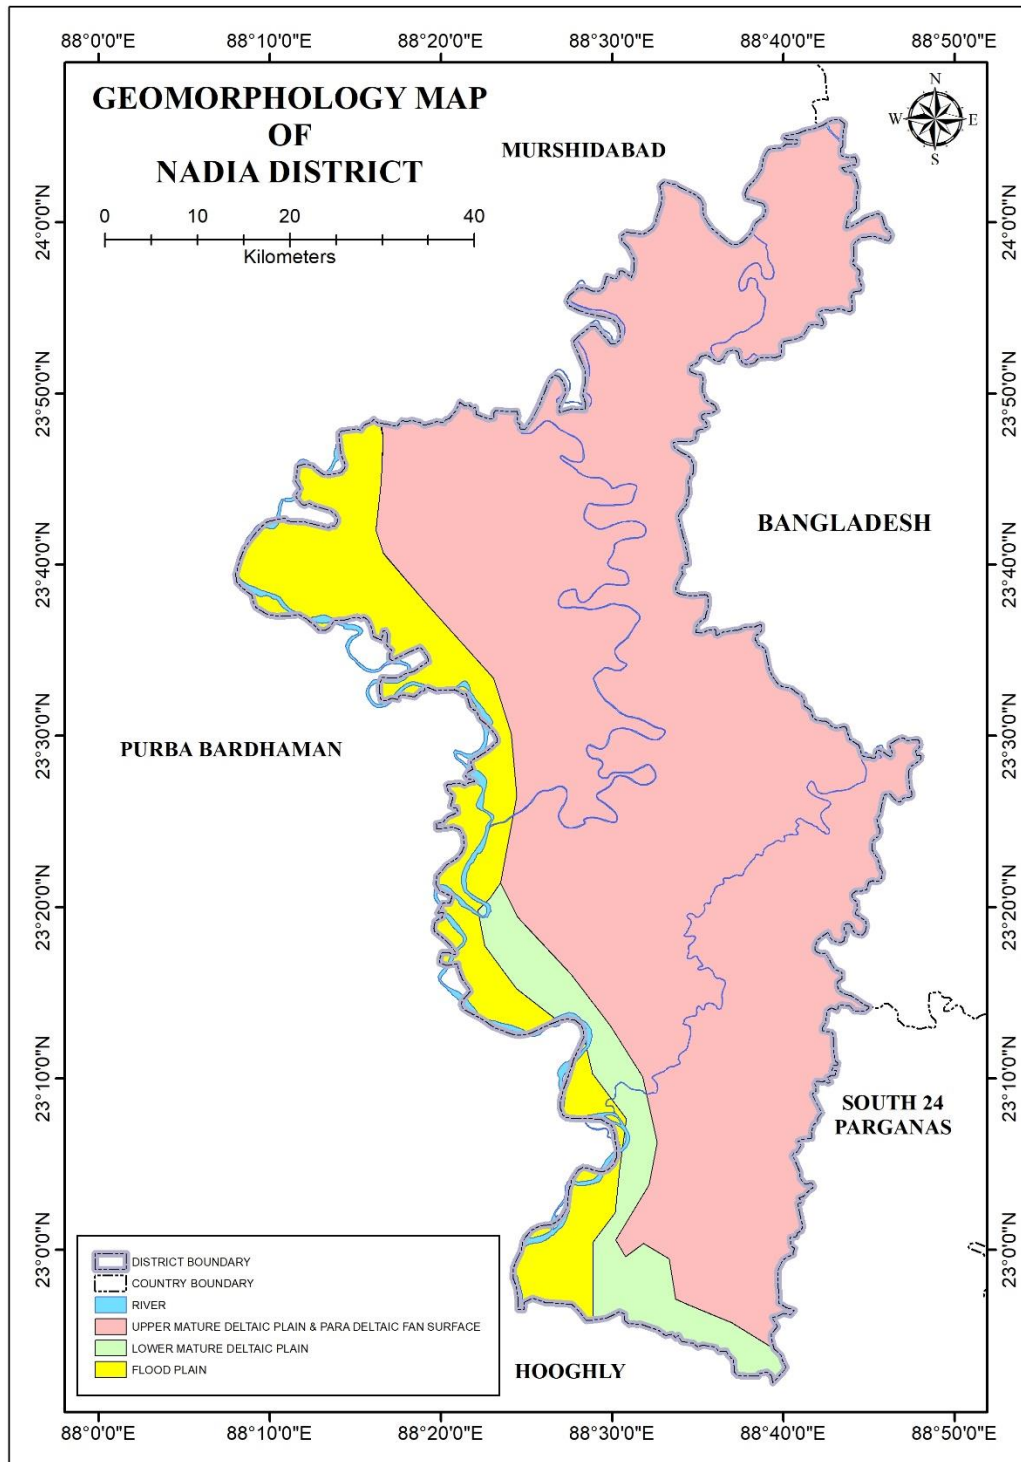 88°0'0"E 88°10'0"E 88°20'0"E 88°30'0"E 88°40'0"E 88°50'0"E
GEOMORPHOLOGY MAP
OF
NADIA DISTRICT
0 10 20 40
Kilometers
N
W E
S
MURSHIDABAD
BANGLADESH
PURBA BARDHAMAN
SOUTH 24
PARGANAS
HOOGHLY
24°0'0"N 24°0'0"N
23°50'0"N 23°50'0"N
23°40'0"N 23°40'0"N
23°30'0"N 23°30'0"N
23°20'0"N 23°20'0"N
23°10'0"N 23°10'0"N
23°0'0"N 23°0'0"N
DISTRICT BOUNDARY
COUNTRY BOUNDARY
RIVER
UPPER MATURE DELTAIC PLAIN & PARA DELTAIC FAN SURFACE
LOWER MATURE DELTAIC PLAIN
FLOOD PLAIN
88°0'0"E 88°10'0"E 88°20'0"E 88°30'0"E 88°40'0"E 88°50'0"E